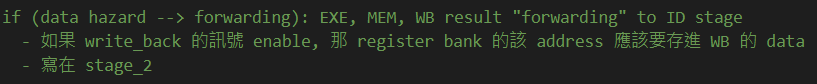 if (data hazard --> forwarding): EXE, MEM, WB result "forwarding" to ID stage
- 如果 write_back 的訊號 enable, 那 register bank 的該 address 應該要存進 WB 的 data
- 寫在 stage_2